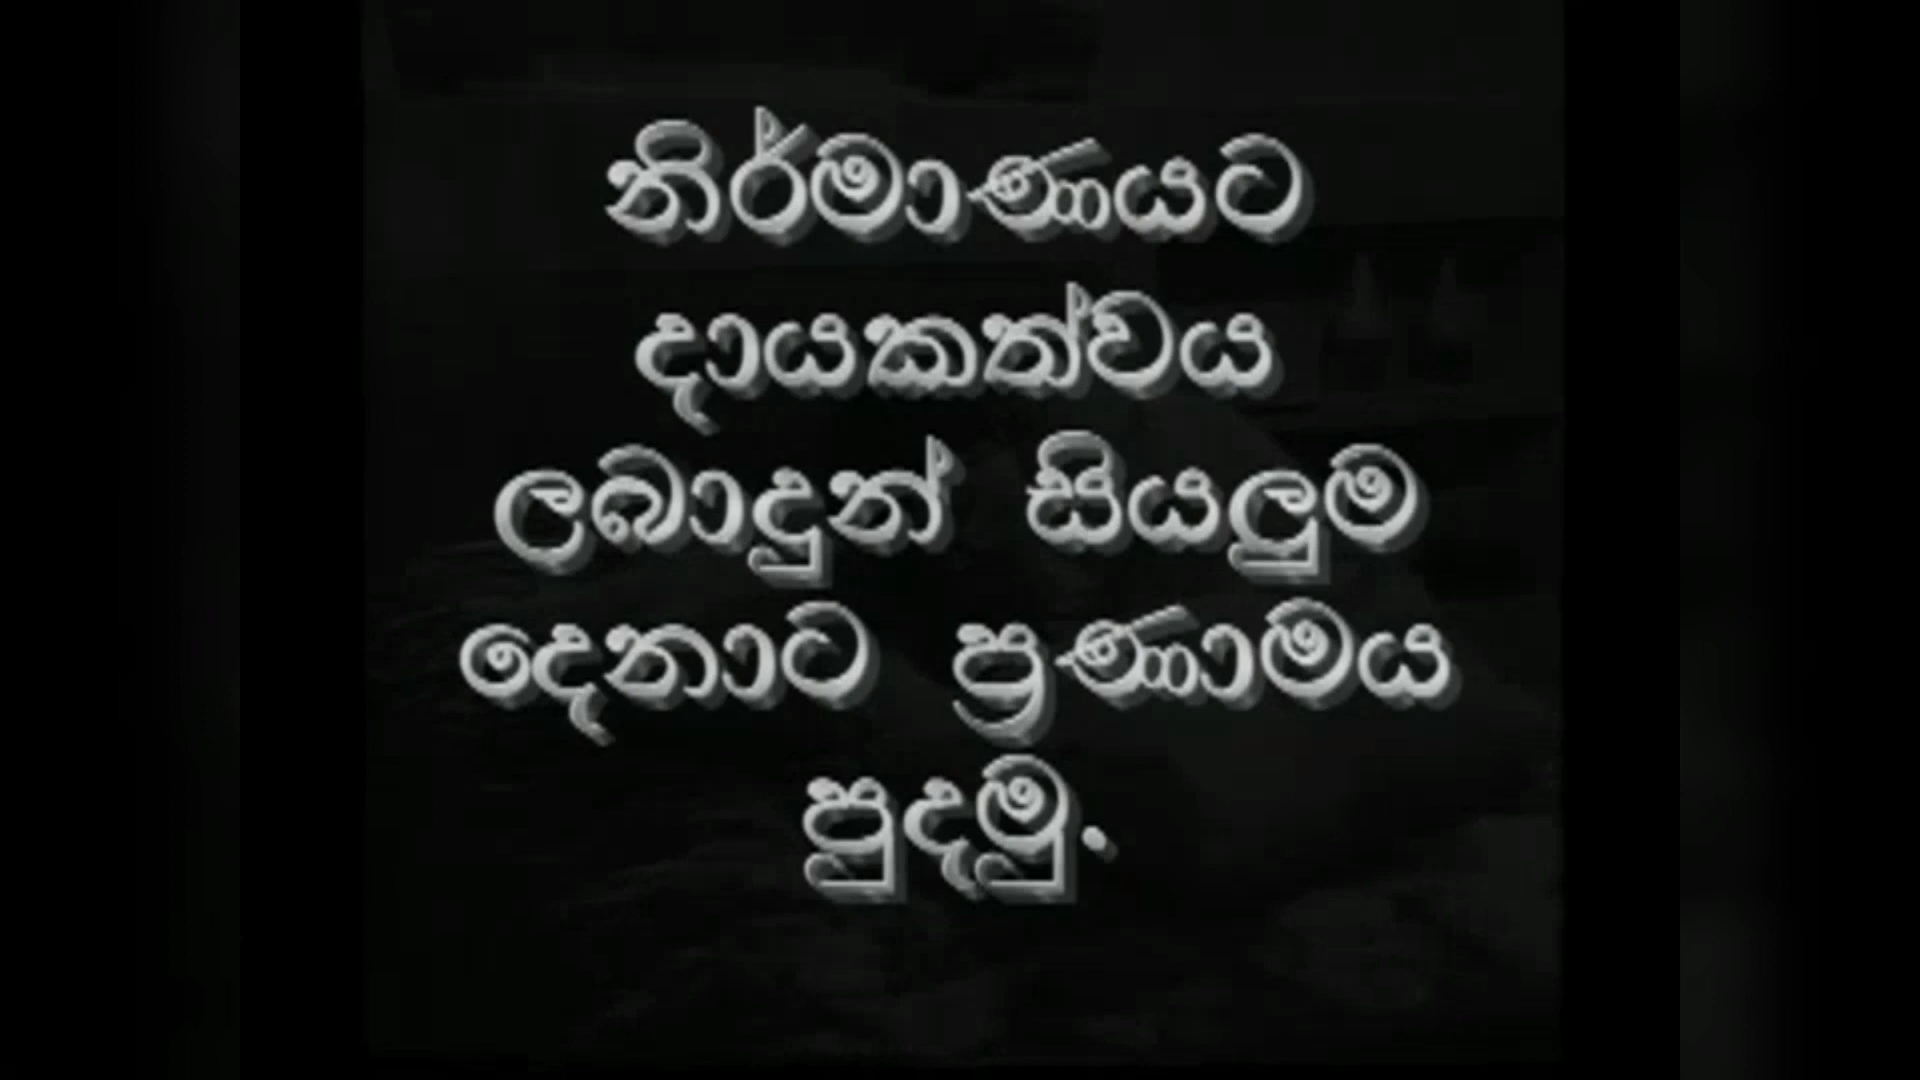 නිර්මාණයට
දායකත්වය
ලබාදුන් සියලුම
දෙනාට ප්‍රණාමය
පුදමු.